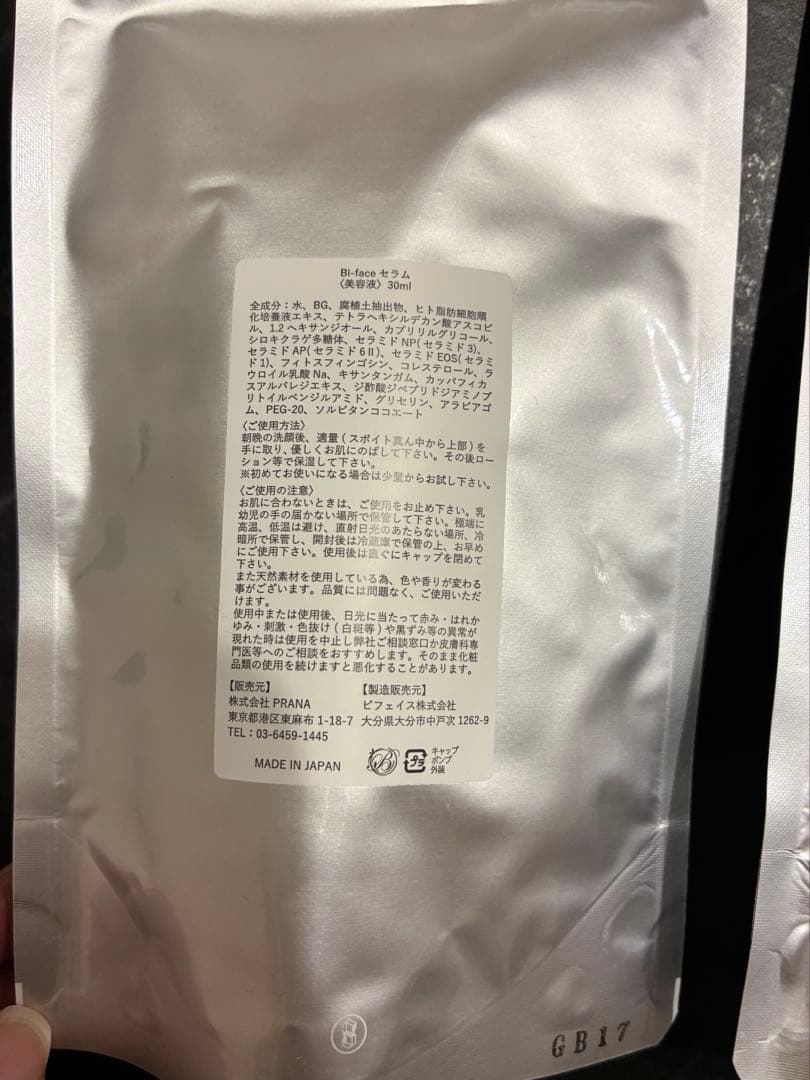 Bi-face セラム
〈美容液〉30ml
全成分：水、BG、腐植土抽出物、ヒト脂肪細胞順
化培養液エキス、テトラヘキシルデカン酸アスコビ
ル、1.2 ヘキサンジオール、カプリリルグリコール、
シロキクラゲ多糖体、セラミド NP(セラミド 3)、
セラミド AP(セラミド 6Ⅱ)、セラミド EOS(セラミ
ド 1)、フィトスフィンゴシン、コレステロール、ラ
ウロイル乳酸 Na、キサンタンガム、カッパフィカ
スアルバレジエキス、ジ酢酸ジペプリドジアミノブ
リトイルベンジルアミド、グリセリン、アラビアゴ
ム、PEG-20、ソルビタンココエート
〈ご使用方法〉
朝晩の洗顔後、適量 (スポイト真ん中から上部) を
手に取り、優しくお肌にのばして下さい。その後ロー
ション等で保湿して下さい。
※初めてお使いになる場合は少量からお試し下さい。
〈ご使用の注意〉
お肌に合わないときは、ご使用をお止め下さい。乳
幼児の手の届かない場所で保管して下さい。極端に
高温、低温は避け、直射日光のあたらない場所、冷
暗所で保管し、開封後は冷蔵庫で保管の上、お早め
にご使用下さい。使用後は直ぐにキャップを閉めて
下さい。
また天然素材を使用している為、色や香りが変わる
事がございます。品質には問題なく、ご使用いただ
けます。
使用中または使用後、日光に当たって赤み・はれか
ゆみ・刺激・色抜け (白斑等) や黒ずみ等の異常が
現れた時は使用を中止し弊社ご相談窓口か皮膚科専
門医等へのご相談をおすすめします。そのまま化粧
品類の使用を続けますと悪化することがあります。
【販売元】 【製造販売元】
株式会社 PRANA ビフェイス株式会社
東京都港区東麻布 1-18-7 大分県大分市中戸次 1262-9
TEL：03-6459-1445
MADE IN JAPAN B プラ キャップ
ポンプ
外装
GB17